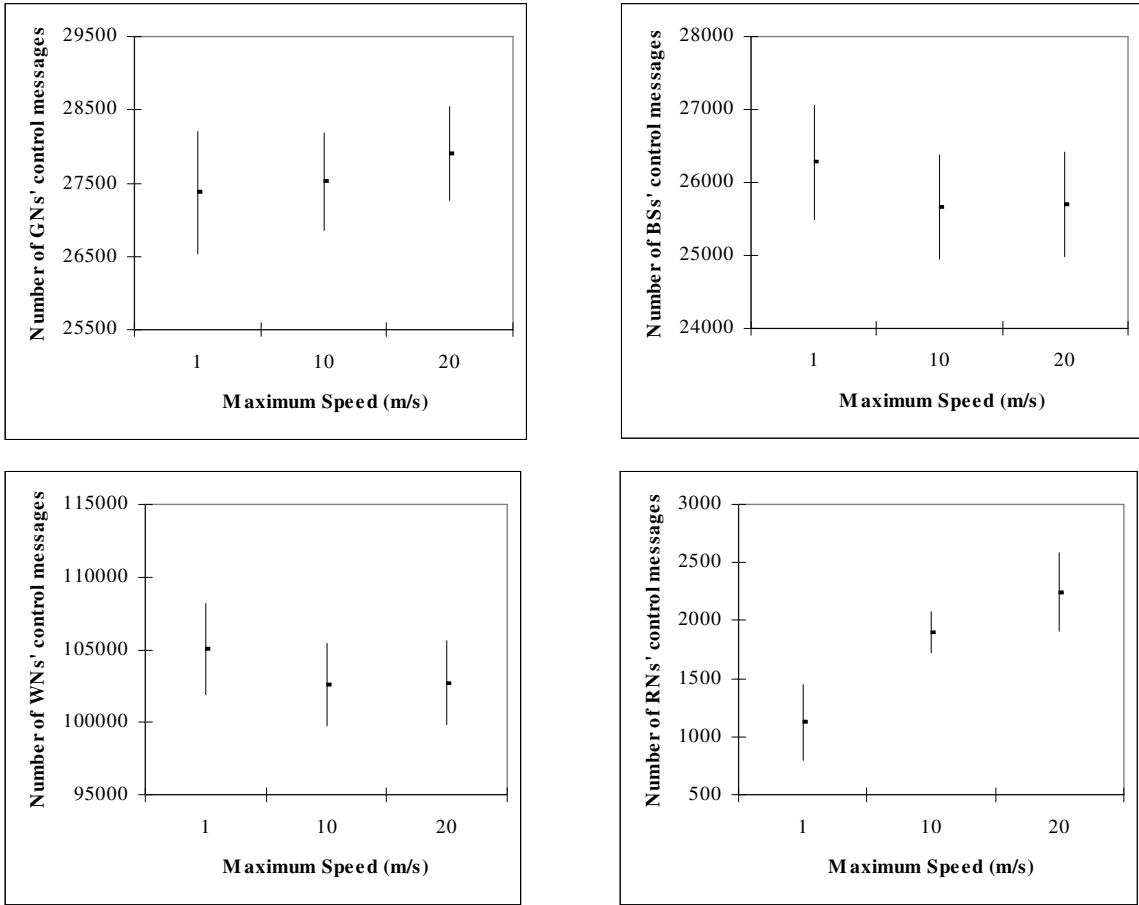 Number of GNs' control messages
29500
28500
27500
26500
25500
1 10 20
Maximum Speed (m/s)
Number of BSs' control messages
28000
27000
26000
25000
24000
1 10 20
Maximum Speed (m/s)
Number of WNs' control messages
115000
110000
105000
100000
95000
1 10 20
Maximum Speed (m/s)
Number of RNs' control messages
3000
2500
2000
1500
1000
500
1 10 20
Maximum Speed (m/s)